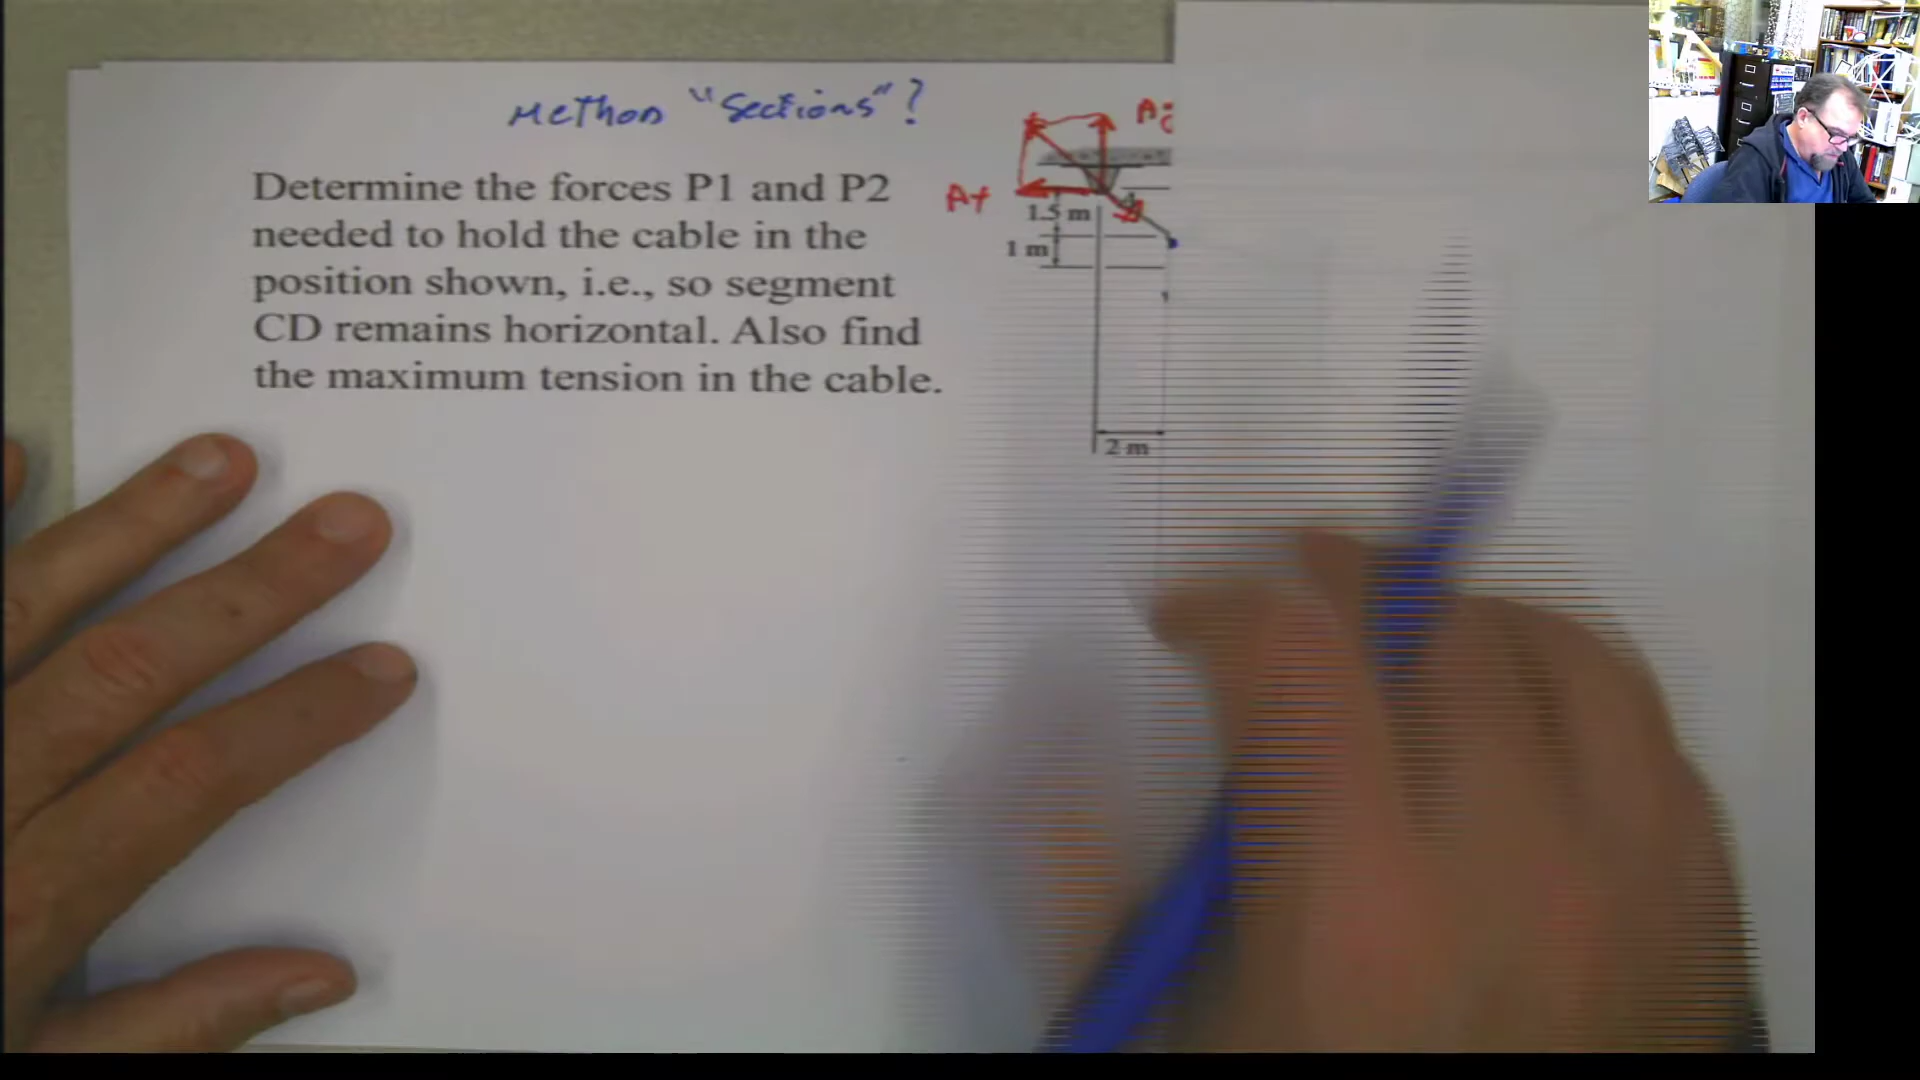 Method "Sections"?
Determine the forces P1 and P2
needed to hold the cable in the
position shown, i.e., so segment
CD remains horizontal. Also find
the maximum tension in the cable.
1.5 m
1 m
2 m